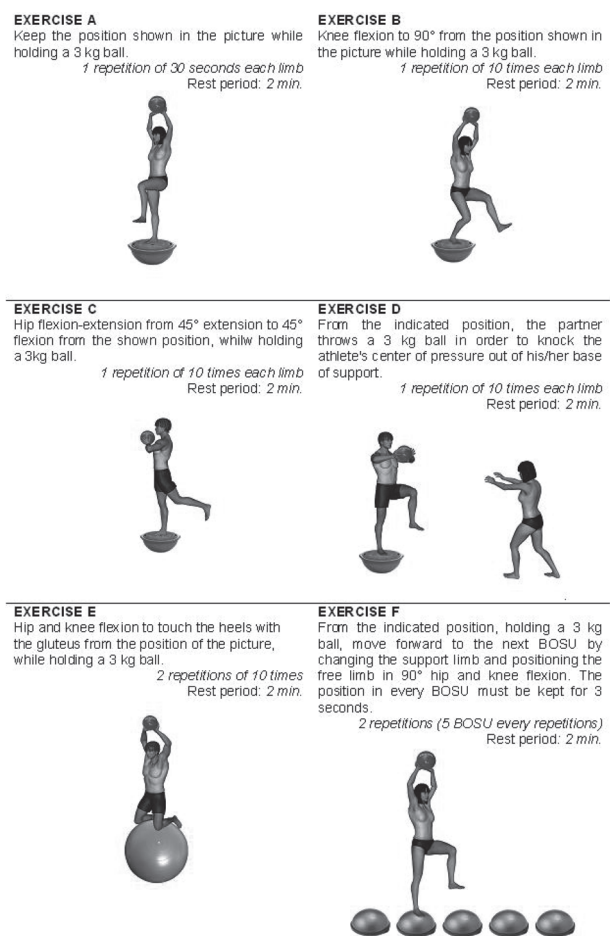 EXERCISE A
Keep the position shown in the picture while
holding a 3 kg ball.
1 repetition of 30 seconds each limb
Rest period: 2 min.
EXERCISE B
Knee flexion to 90° from the position shown in
the picture while holding a 3 kg ball.
1 repetition of 10 times each limb
Rest period: 2 min.
EXERCISE C
Hip flexion-extension from 45° extension to 45°
flexion from the shown position, whilw holding
a 3kg ball.
1 repetition of 10 times each limb
Rest period: 2 min.
EXERCISE D
From the indicated position, the partner
throws a 3 kg ball in order to knock the
athlete's center of pressure out of his/her base
of support.
1 repetition of 10 times each limb
Rest period: 2 min.
EXERCISE E
Hip and knee flexion to touch the heels with
the gluteus from the position of the picture,
while holding a 3 kg ball.
2 repetitions of 10 times
Rest period: 2 min.
EXERCISE F
From the indicated position, holding a 3 kg
ball, move forward to the next BOSU by
changing the support limb and positioning the
free limb in 90° hip and knee flexion. The
position in every BOSU must be kept for 3
seconds.
2 repetitions (5 BOSU every repetitions)
Rest period: 2 min.